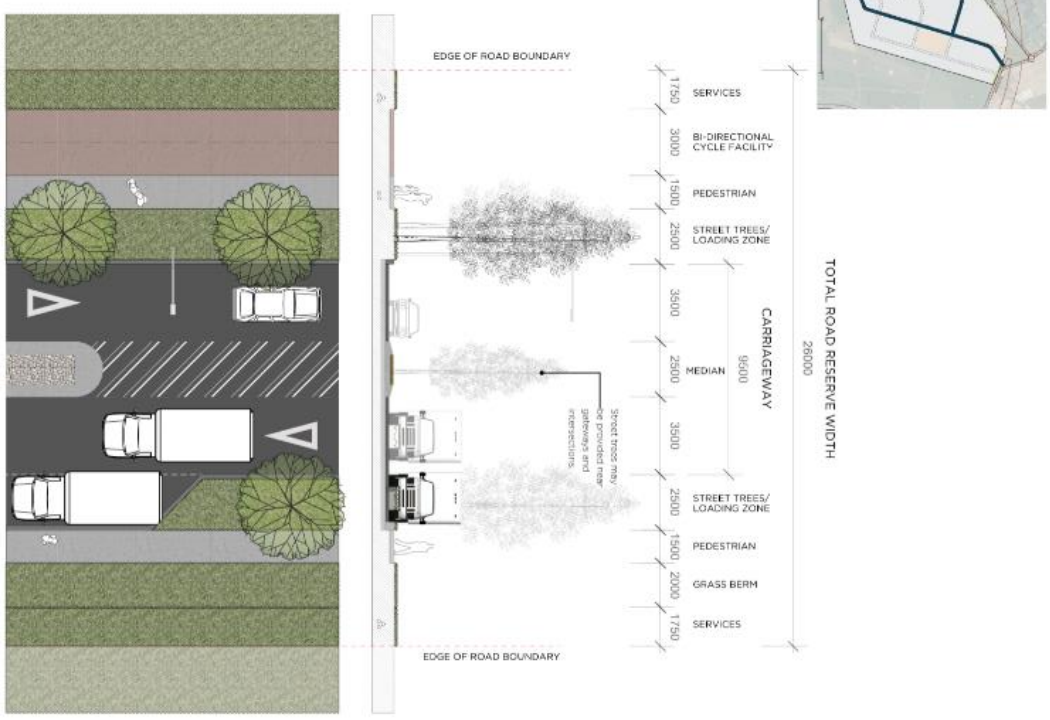 EDGE OF ROAD BOUNDARY
1750
SERVICES
3000
BI-DIRECTIONAL
CYCLE FACILITY
1500
PEDESTRIAN
2500
STREET TREES/
LOADING ZONE
3500
2500
MEDIAN
3500
9500
CARRIAGEWAY
26000
TOTAL ROAD RESERVE WIDTH
Street trees may
be provided near
gateways and
intersections.
2500
STREET TREES/
LOADING ZONE
1500
PEDESTRIAN
2000
GRASS BERM
1750
SERVICES
EDGE OF ROAD BOUNDARY